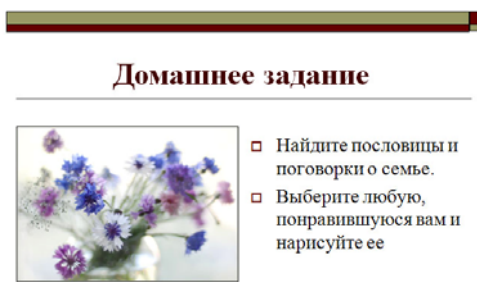 Домашнее задание
Найдите пословицы и
поговорки о семье.
Выберите любую,
понравившуюся вам и
нарисуйте ее